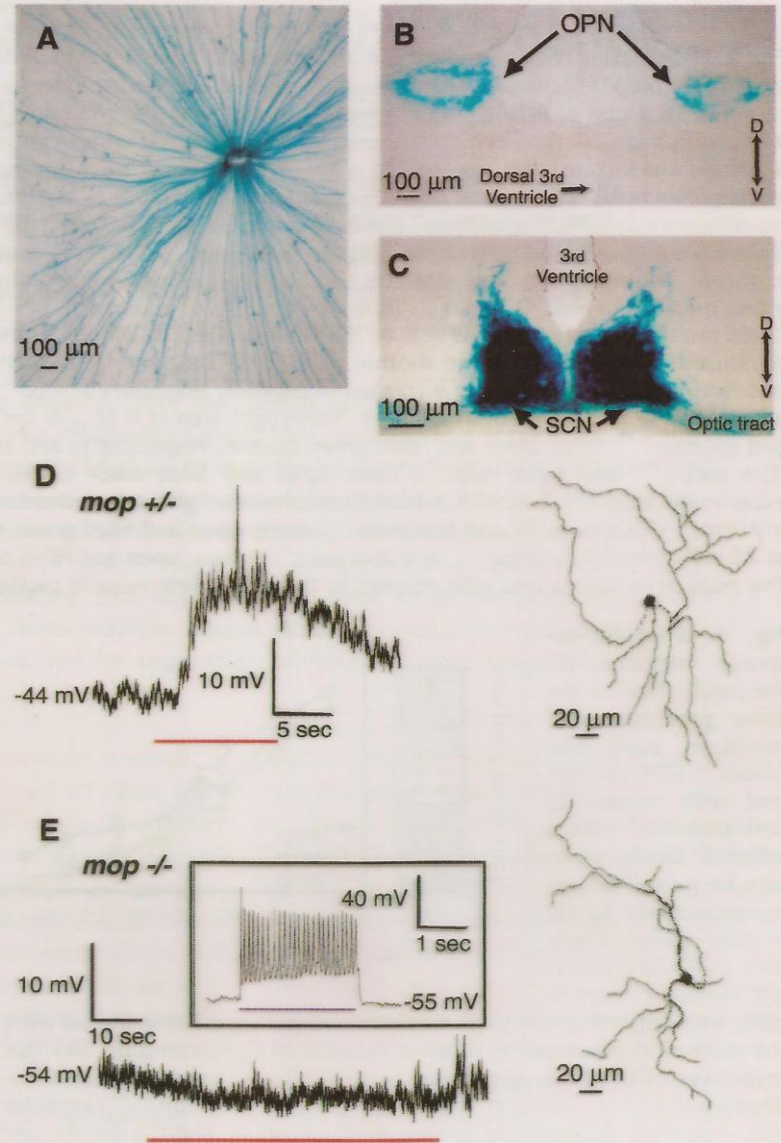 A
100 μm
B
OPN
D
V
100 μm
Dorsal 3rd
Ventricle
C
3rd
Ventricle
D
V
100 μm
SCN
Optic tract
D
mop +/-
-44 mV
10 mV
5 sec
20 μm
E
mop -/-
40 mV
1 sec
-55 mV
10 mV
10 sec
-54 mV
20 μm